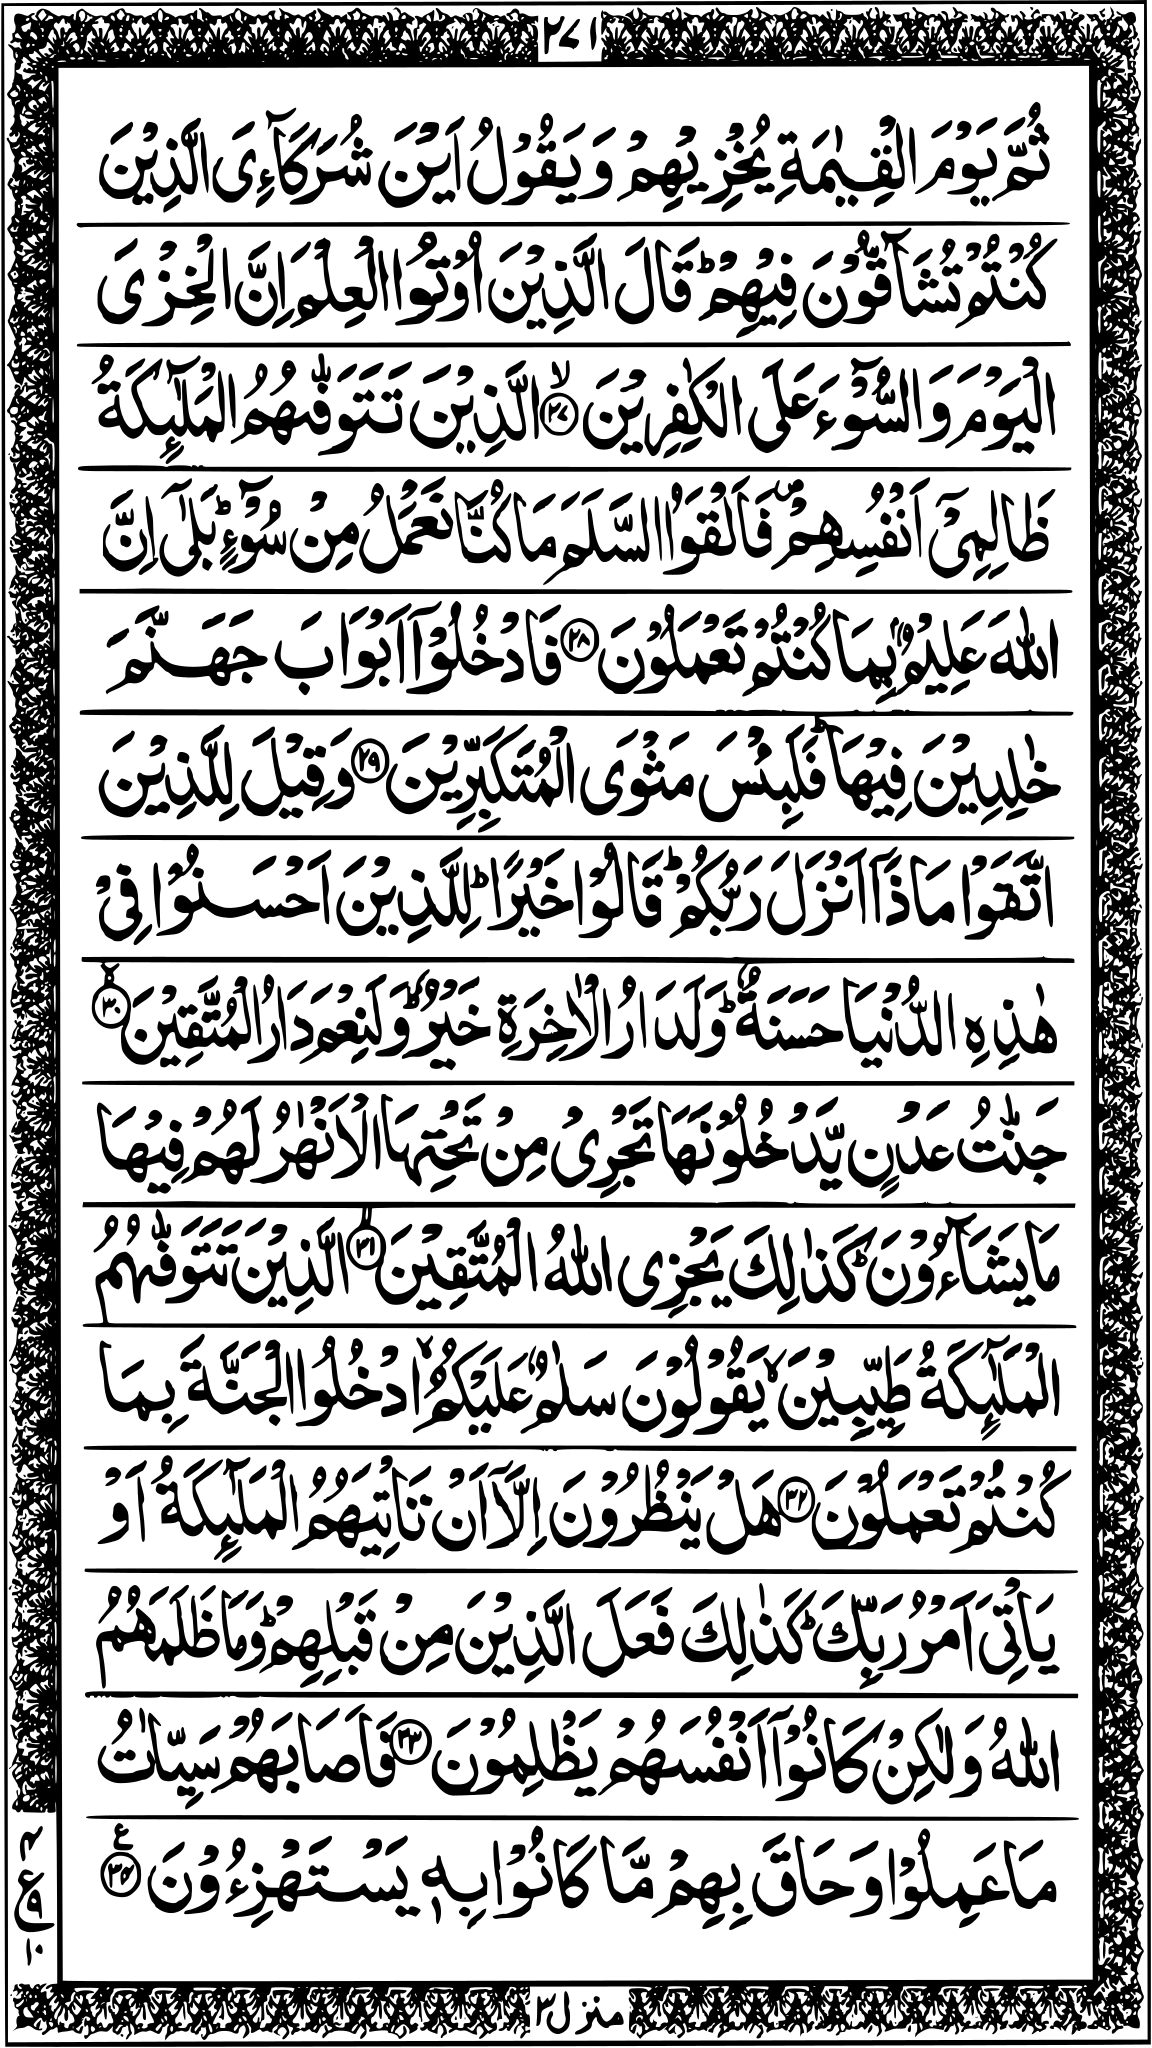 ٢٧١
ثُمَّ يَوْمَ الْقِيٰمَةِ يُخْزِيْهِمْ وَيَقُوْلُ اَيْنَ شُرَكَآءِىَ الَّذِيْنَ
كُنْتُمْ تُشَآقُّوْنَ فِيْهِمْ ؕ قَالَ الَّذِيْنَ اُوْتُوا الْعِلْمَ اِنَّ الْخِزْىَ
الْيَوْمَ وَالسُّوْٓءَ عَلَى الْكٰفِرِيْنَ ۙ﴿۲۷﴾ الَّذِيْنَ تَتَوَفّٰىهُمُ الْمَلٰٓئِكَةُ
ظَالِمِىْٓ اَنْفُسِهِمْ ۪ فَاَلْقَوُا السَّلَمَ مَا كُنَّا نَعْمَلُ مِنْ سُوْٓءٍ ؕ بَلٰٓى اِنَّ
اللّٰهَ عَلِيْمٌۢ بِمَا كُنْتُمْ تَعْمَلُوْنَ ﴿۲۸﴾ فَادْخُلُوْۤا اَبْوَابَ جَهَنَّمَ
خٰلِدِيْنَ فِيْهَا ؕ فَلَبِئْسَ مَثْوَى الْمُتَكَبِّرِيْنَ ﴿۲۹﴾ وَقِيْلَ لِلَّذِيْنَ
اتَّقَوْا مَاذَاۤ اَنْزَلَ رَبُّكُمْ ؕ قَالُوْا خَيْرًا ؕ لِلَّذِيْنَ اَحْسَنُوْا فِىْ
هٰذِهِ الدُّنْيَا حَسَنَةٌ ؕ وَلَدَارُ الْاٰخِرَةِ خَيْرٌ ؕ وَلَنِعْمَ دَارُ الْمُتَّقِيْنَ ۙ﴿۳۰﴾
جَنّٰتُ عَدْنٍ يَّدْخُلُوْنَهَا تَجْرِىْ مِنْ تَحْتِهَا الْاَنْهٰرُ لَهُمْ فِيْهَا
مَا يَشَآءُوْنَ ؕ كَذٰلِكَ يَجْزِى اللّٰهُ الْمُتَّقِيْنَ ۙ﴿۳۱﴾ الَّذِيْنَ تَتَوَفّٰىهُمُ
الْمَلٰٓئِكَةُ طَيِّبِيْنَ ۙ يَقُوْلُوْنَ سَلٰمٌ عَلَيْكُمُ ۙ ادْخُلُوا الْجَنَّةَ بِمَا
كُنْتُمْ تَعْمَلُوْنَ ﴿۳۲﴾ هَلْ يَنْظُرُوْنَ اِلَّاۤ اَنْ تَاْتِيَهُمُ الْمَلٰٓئِكَةُ اَوْ
يَاْتِىَ اَمْرُ رَبِّكَ ؕ كَذٰلِكَ فَعَلَ الَّذِيْنَ مِنْ قَبْلِهِمْ ؕ وَمَا ظَلَمَهُمُ
اللّٰهُ وَلٰكِنْ كَانُوْۤا اَنْفُسَهُمْ يَظْلِمُوْنَ ﴿۳۳﴾ فَاَصَابَهُمْ سَيِّاٰتُ
مَا عَمِلُوْا وَحَاقَ بِهِمْ مَّا كَانُوْا بِهٖ يَسْتَهْزِءُوْنَ ﴿۳۴﴾ ع
۴
ع
۹
۱۰
منزل ٣